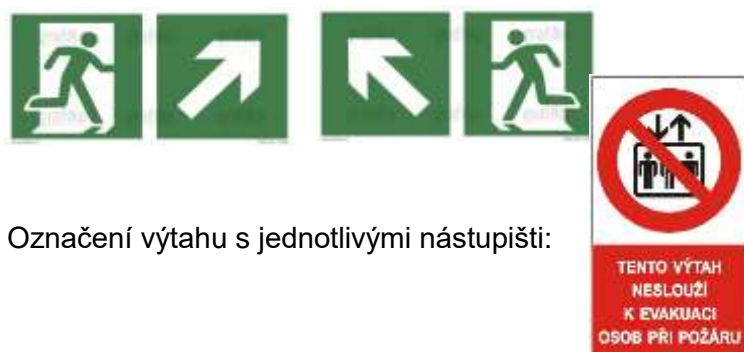 Označení výtahu s jednotlivými nástupišti:
TENTO VÝTAH
NESLOUŽÍ
K EVAKUACI
OSOB PŘI POŽÁRU